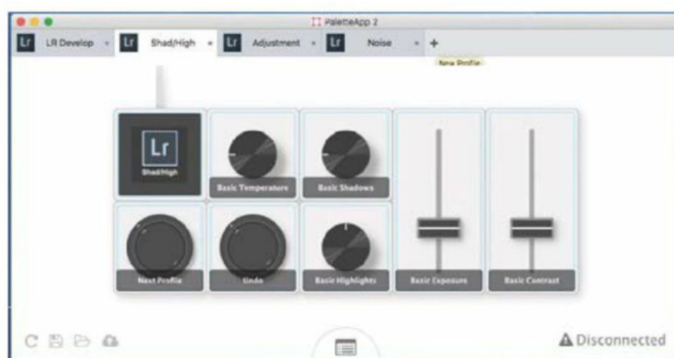 PaletteApp 2
Lr LR Develop × Lr Shad/High × Lr Adjustment × Lr Noise × +
New Profile
Lr
Shad/High
Basic Temperature Basic Shadows
Next Profile Undo Basic Highlights Basic Exposure Basic Contrast
Disconnected